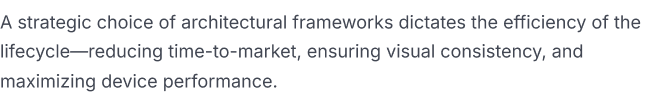 A strategic choice of architectural frameworks dictates the efficiency of the
lifecycle—reducing time-to-market, ensuring visual consistency, and
maximizing device performance.